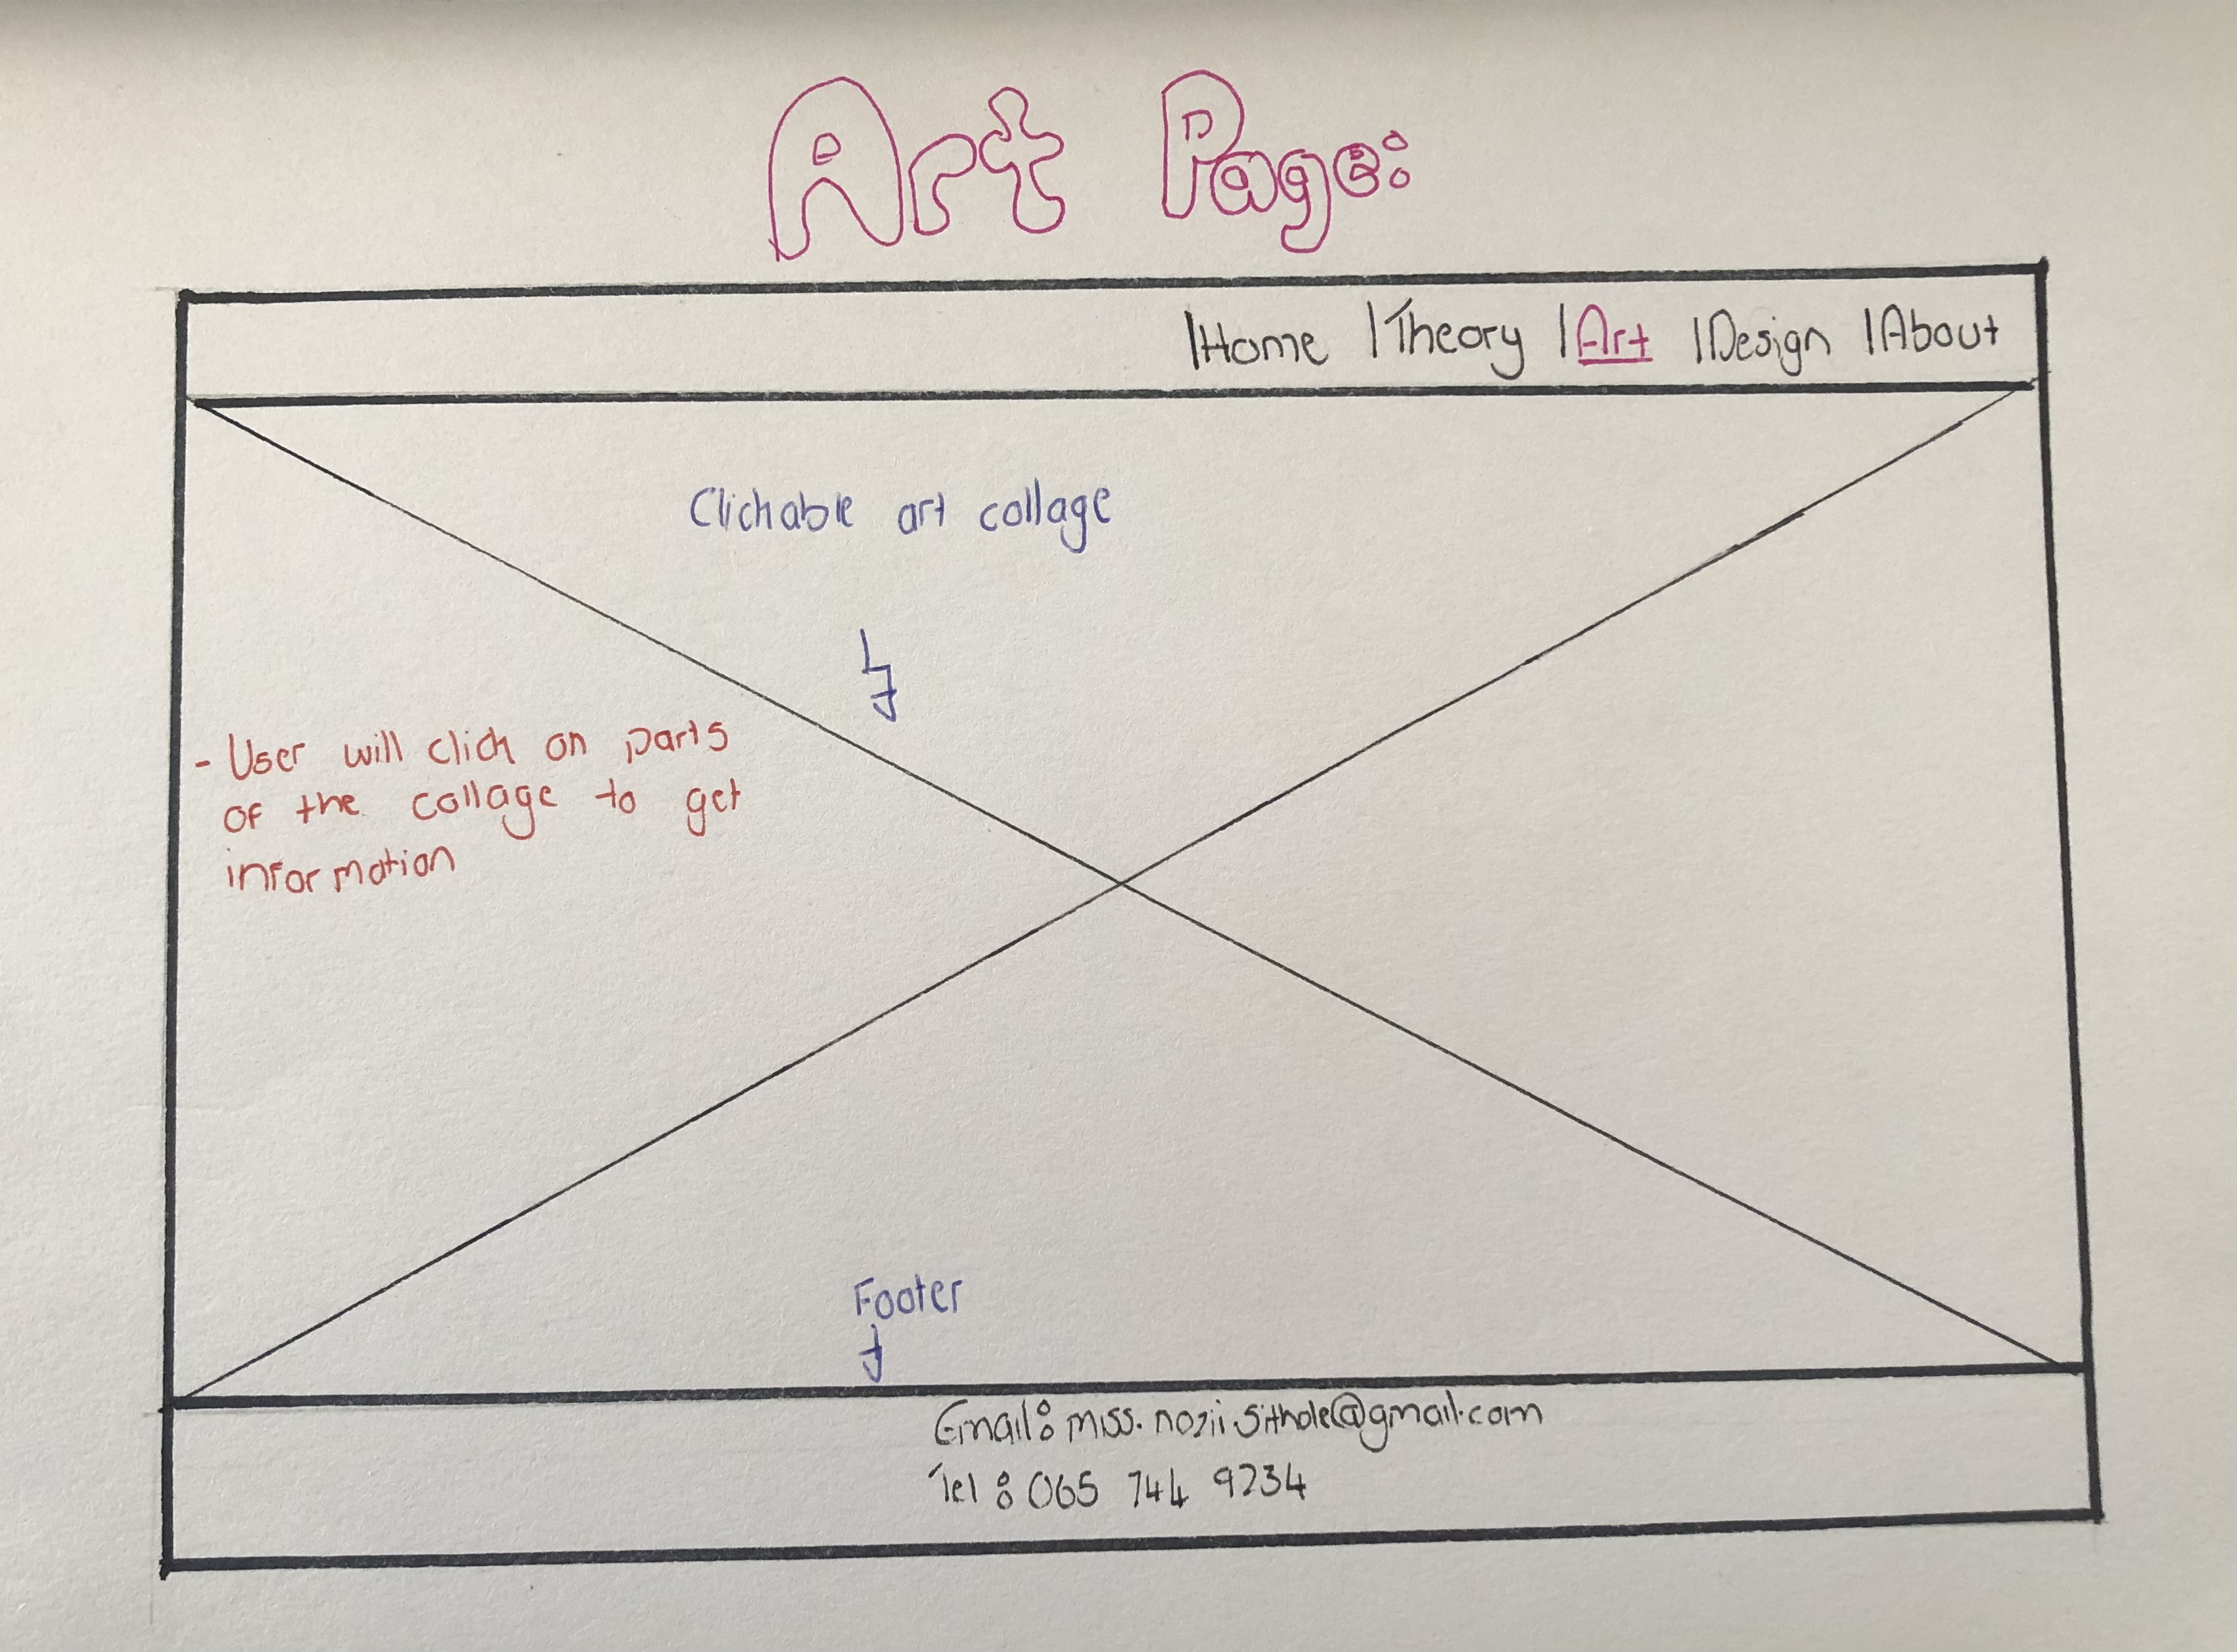 Art Page:
|Home |Theory |Art |Design |About
Clickable art collage
- User will click on parts
of the collage to get
information
Footer
Email: miss.nozii.sithole@gmail.com
Tel: 065 744 9234